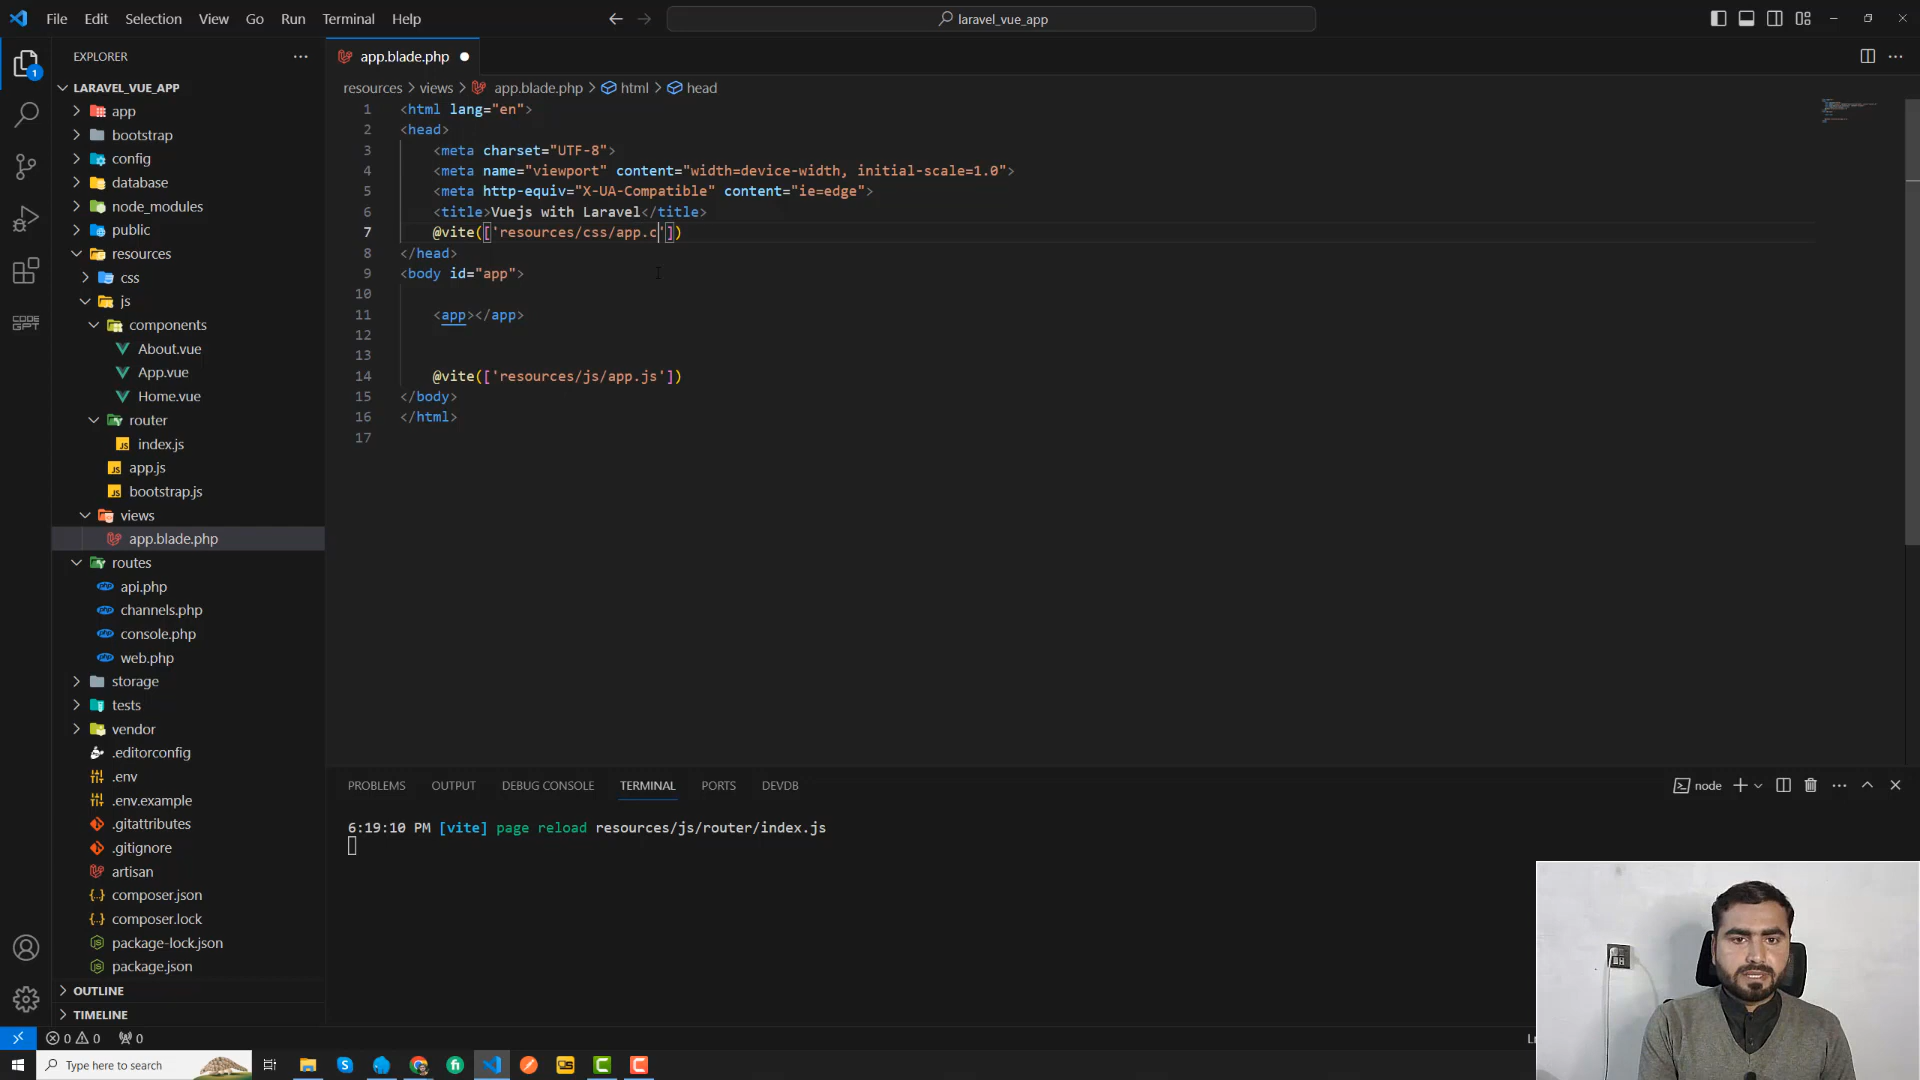 File Edit Selection View Go Run Terminal Help
laravel_vue_app
EXPLORER
LARAVEL_VUE_APP
app
bootstrap
config
database
node_modules
public
resources
css
js
components
About.vue
App.vue
Home.vue
router
index.js
app.js
bootstrap.js
views
app.blade.php
routes
api.php
channels.php
console.php
web.php
storage
tests
vendor
.editorconfig
.env
.env.example
.gitattributes
.gitignore
artisan
composer.json
composer.lock
package-lock.json
package.json
OUTLINE
TIMELINE
app.blade.php
resources > views > app.blade.php > html > head
1 <html lang="en">
2 <head>
3 <meta charset="UTF-8">
4 <meta name="viewport" content="width=device-width, initial-scale=1.0">
5 <meta http-equiv="X-UA-Compatible" content="ie=edge">
6 <title>Vuejs with Laravel</title>
7 @vite(['resources/css/app.c'])
8 </head>
9 <body id="app">
10
11 <app></app>
12
13
14 @vite(['resources/js/app.js'])
15 </body>
16 </html>
17
PROBLEMS OUTPUT DEBUG CONSOLE TERMINAL PORTS DEVDB
node
6:19:10 PM [vite] page reload resources/js/router/index.js
0 0 0
Type here to search